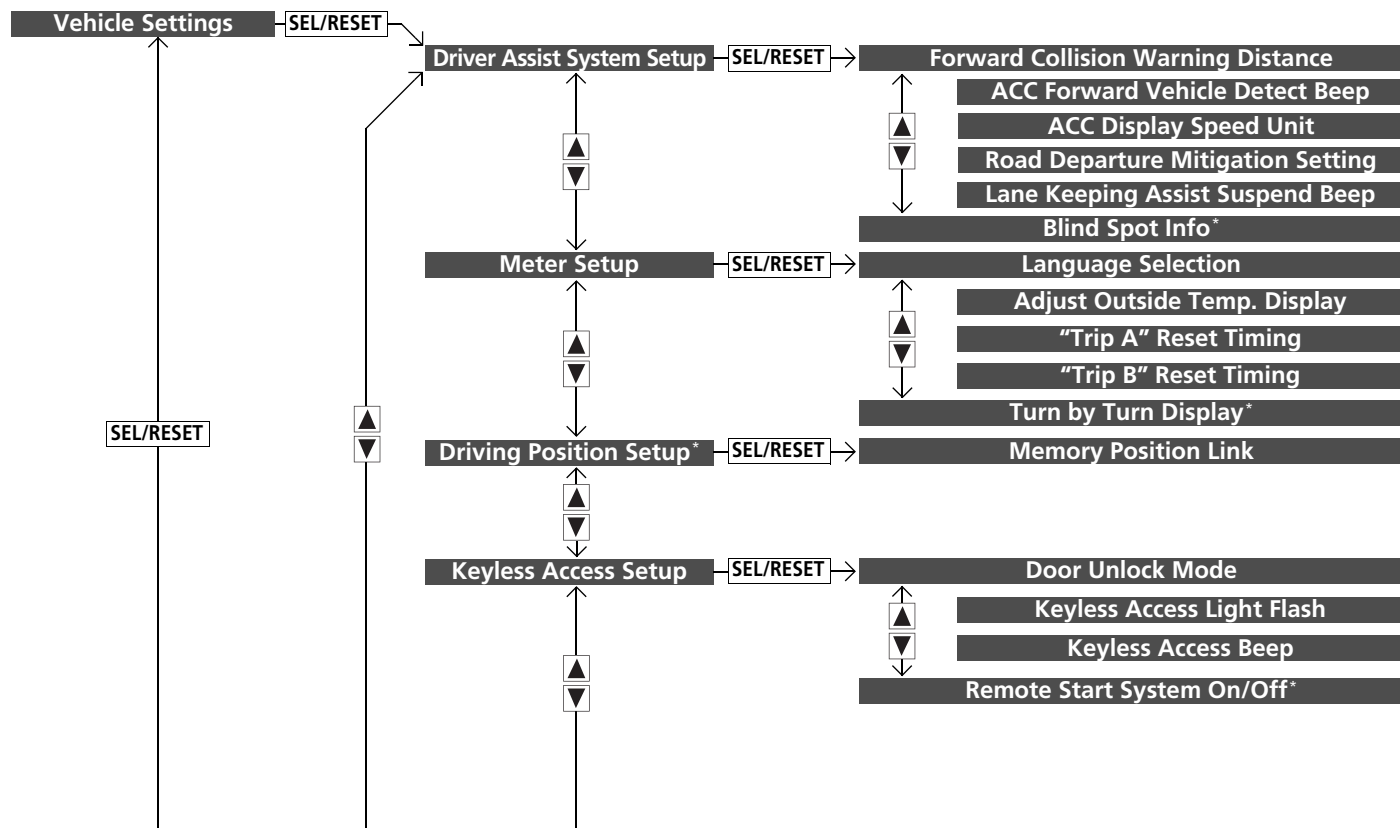 Vehicle Settings
SEL/RESET
Driver Assist System Setup
SEL/RESET
Forward Collision Warning Distance
ACC Forward Vehicle Detect Beep
ACC Display Speed Unit
Road Departure Mitigation Setting
Lane Keeping Assist Suspend Beep
Blind Spot Info*
Meter Setup
SEL/RESET
Language Selection
Adjust Outside Temp. Display
“Trip A” Reset Timing
“Trip B” Reset Timing
Turn by Turn Display*
SEL/RESET
Driving Position Setup*
SEL/RESET
Memory Position Link
Keyless Access Setup
SEL/RESET
Door Unlock Mode
Keyless Access Light Flash
Keyless Access Beep
Remote Start System On/Off*